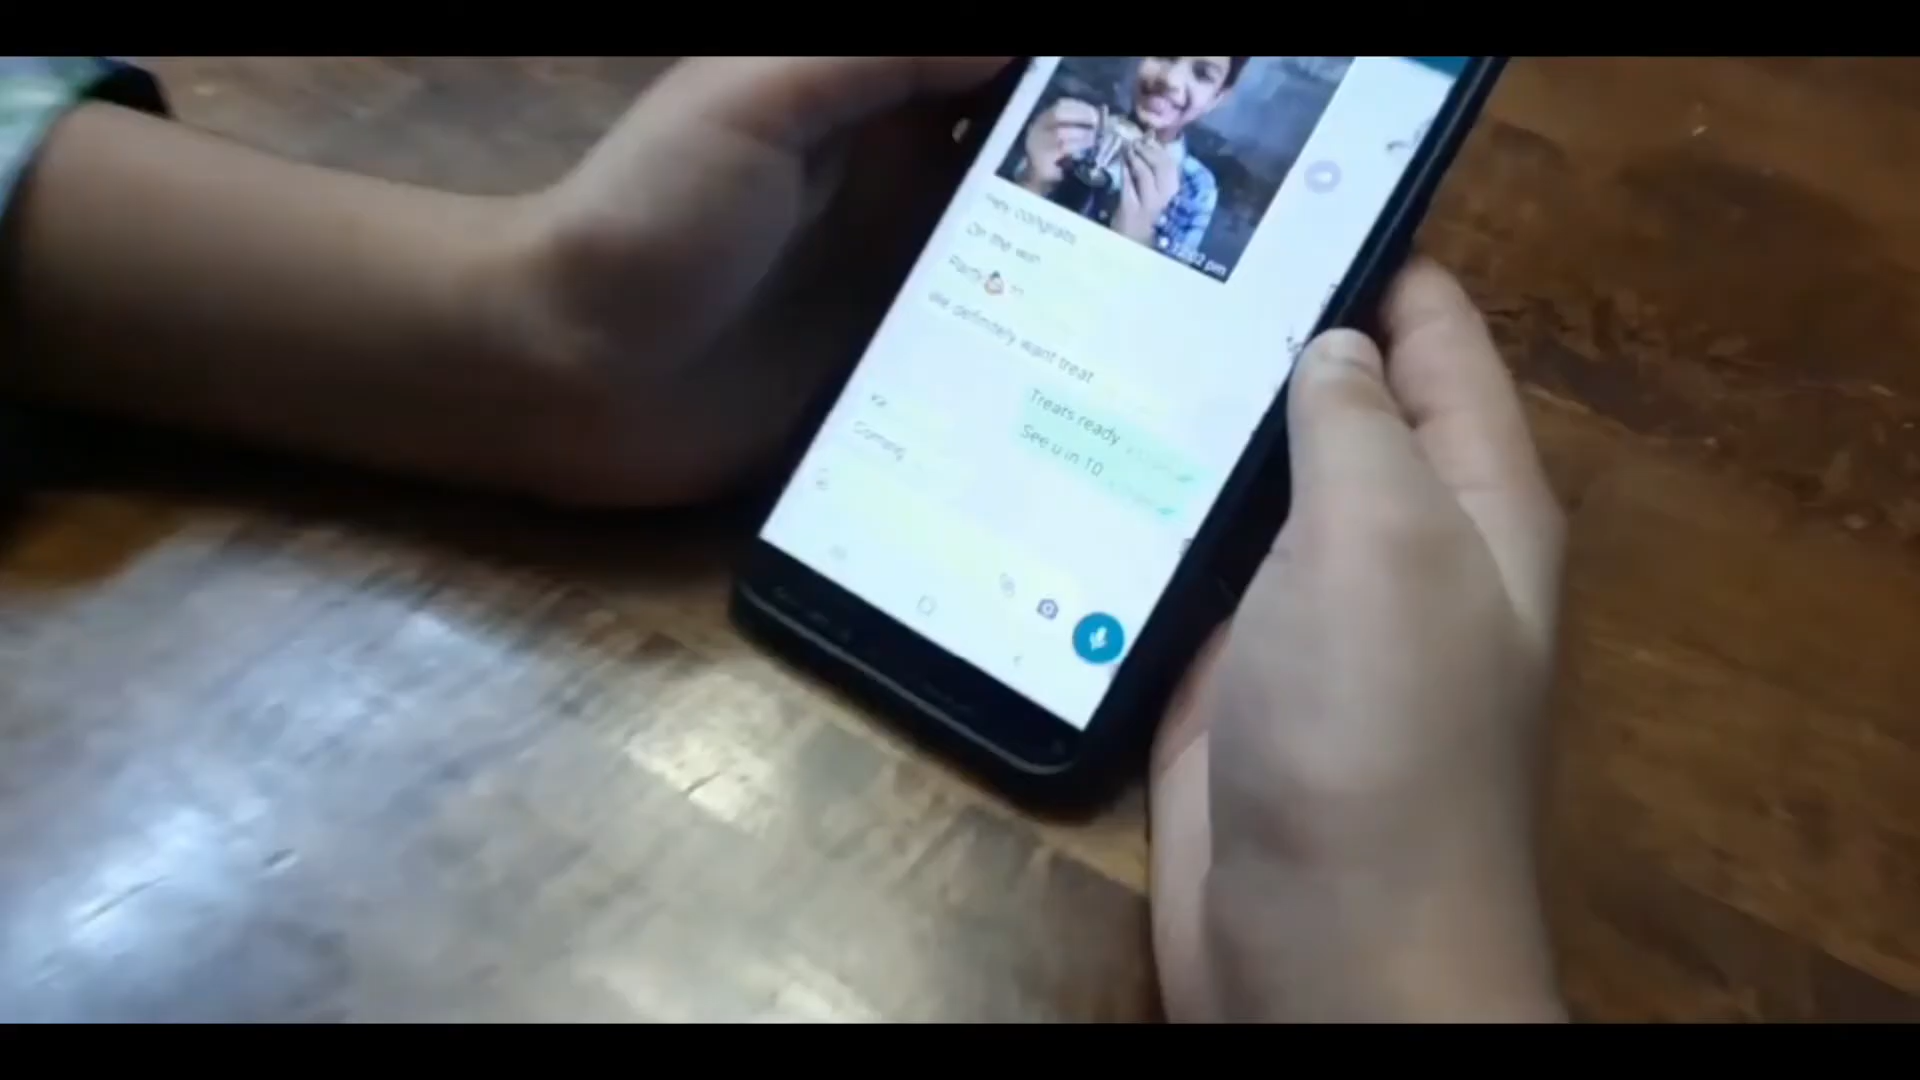 Hey congrats
On the win
Party
We definitely want treat
Treats ready
See u in 10
Coming